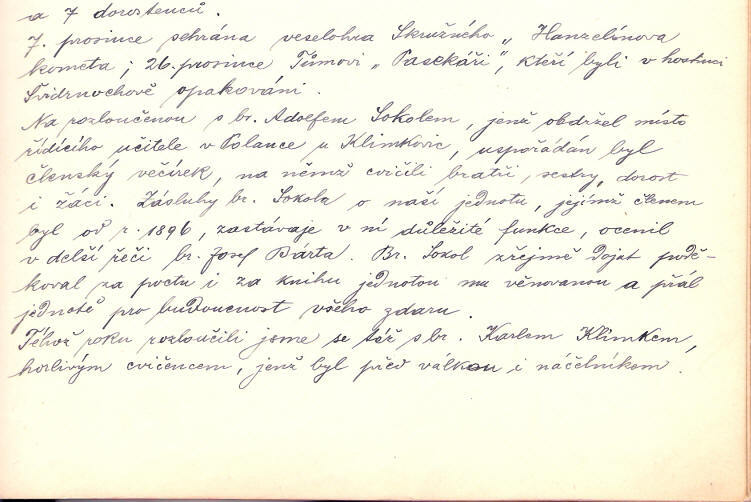 a 7 dorostenců.
7. prosince sehrána veselohra Skružného „Hanzelínova
kometa; 26. prosince Tůmovi „Pasekáři", kteří byli v hostinci
Svidrnochově opakováni.
Na rozloučenou s br. Adolfem Sokolem, jenž obdržel místo
řídícího učitele v Polance u Klimkovic, uspořádán byl
členský večírek, na němž cvičili bratři, sestry, dorost
i žáci. Zásluhy br. Sokola o naší jednotu, jejímž členem
byl od r. 1896, zastávaje v ní důležité funkce, ocenil
v delší řeči br. Josef Bárta. Br. Sokol zřejmě dojat podě-
koval za poctu i za knihu jednotou mu věnovanou a přál
jednotě pro budoucnost všeho zdaru.
Téhož roku rozloučili jsme se též s br. Karlem Klimkem,
horlivým cvičencem, jenž byl před válkou i náčelníkem.